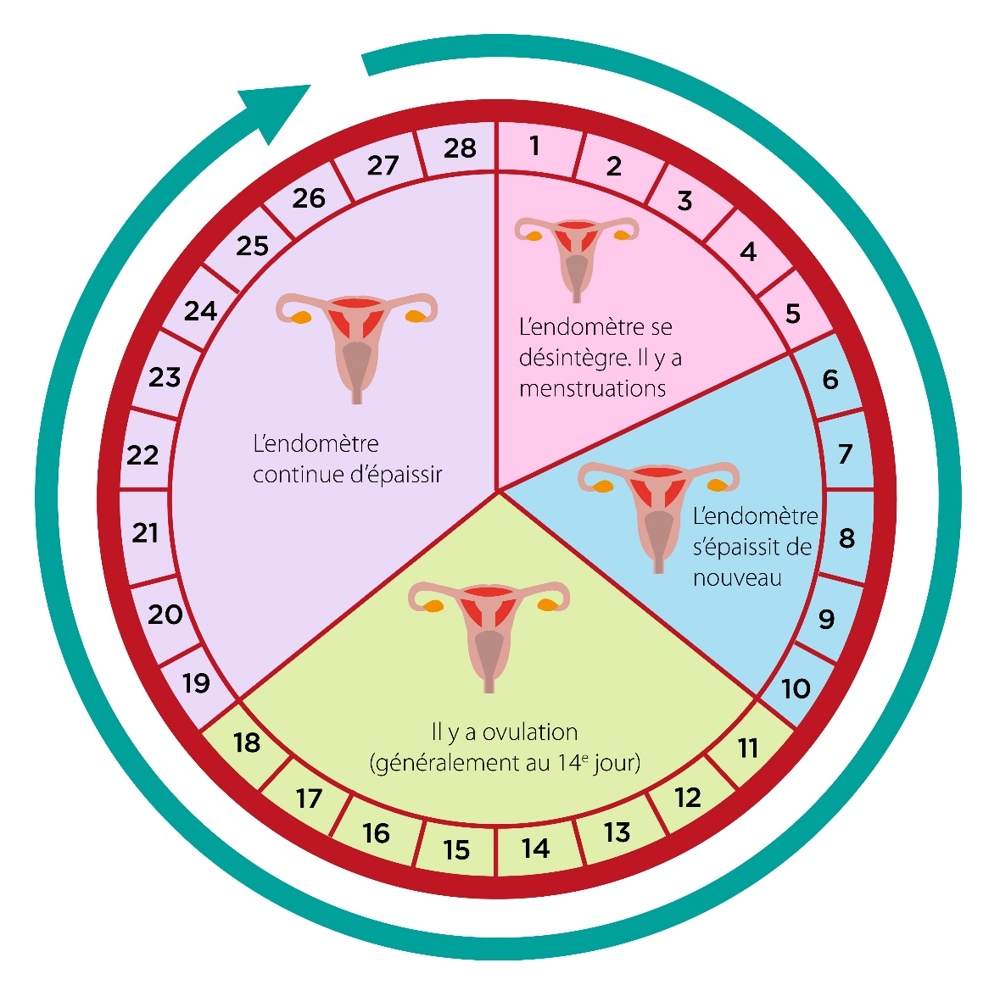 1
2
3
4
5
6
7
8
9
10
11
12
13
14
15
16
17
18
19
20
21
22
23
24
25
26
27
28
L’endomètre se
désintègre. Il y a
menstruations
L’endomètre
s’épaissit de
nouveau
Il y a ovulation
(généralement au 14ᵉ jour)
L’endomètre
continue d’épaissir